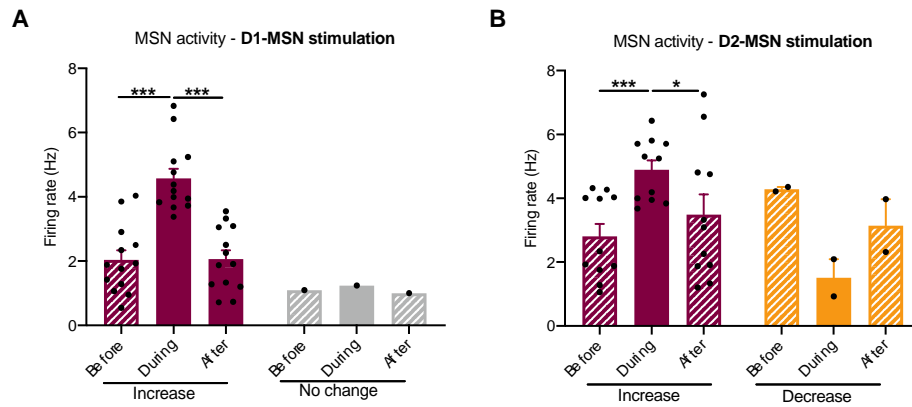 A
MSN activity - D1-MSN stimulation
Firing rate (Hz)
8
6
4
2
0
*** ***
Before During After Before During After
Increase No change
B
MSN activity - D2-MSN stimulation
Firing rate (Hz)
8
6
4
2
0
*** *
Before During After Before During After
Increase Decrease